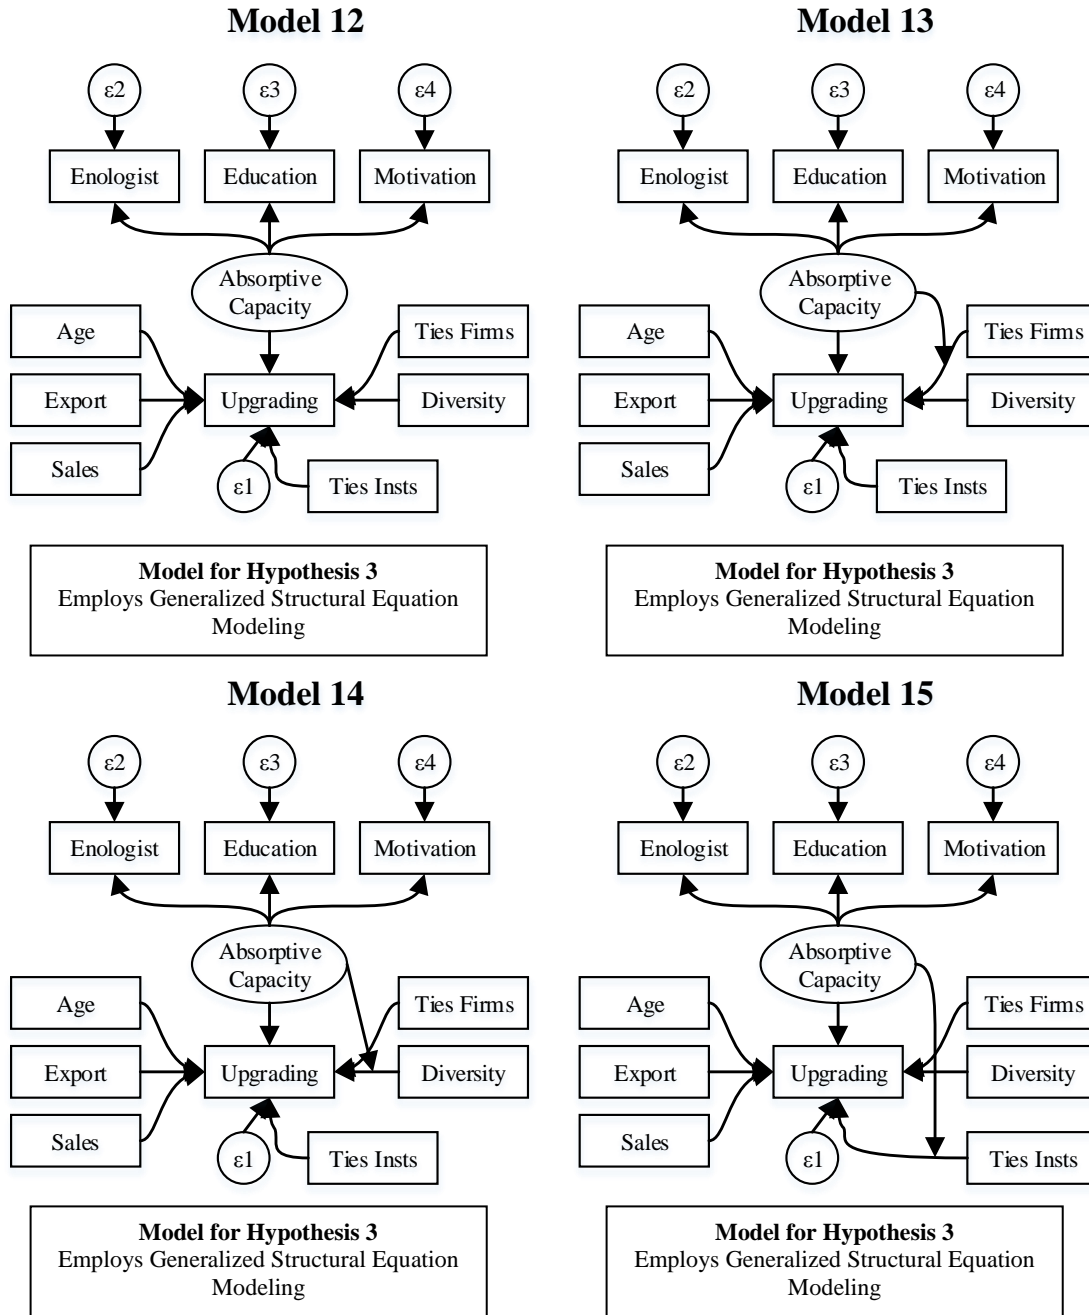 Model 12
ε2
ε3
ε4
Enologist
Education
Motivation
Absorptive
Capacity
Age
Ties Firms
Export
Upgrading
Diversity
Sales
ε1
Ties Insts
Model for Hypothesis 3
Employs Generalized Structural Equation
Modeling
Model 13
ε2
ε3
ε4
Enologist
Education
Motivation
Absorptive
Capacity
Age
Ties Firms
Export
Upgrading
Diversity
Sales
ε1
Ties Insts
Model for Hypothesis 3
Employs Generalized Structural Equation
Modeling
Model 14
ε2
ε3
ε4
Enologist
Education
Motivation
Absorptive
Capacity
Age
Ties Firms
Export
Upgrading
Diversity
Sales
ε1
Ties Insts
Model for Hypothesis 3
Employs Generalized Structural Equation
Modeling
Model 15
ε2
ε3
ε4
Enologist
Education
Motivation
Absorptive
Capacity
Age
Ties Firms
Export
Upgrading
Diversity
Sales
ε1
Ties Insts
Model for Hypothesis 3
Employs Generalized Structural Equation
Modeling